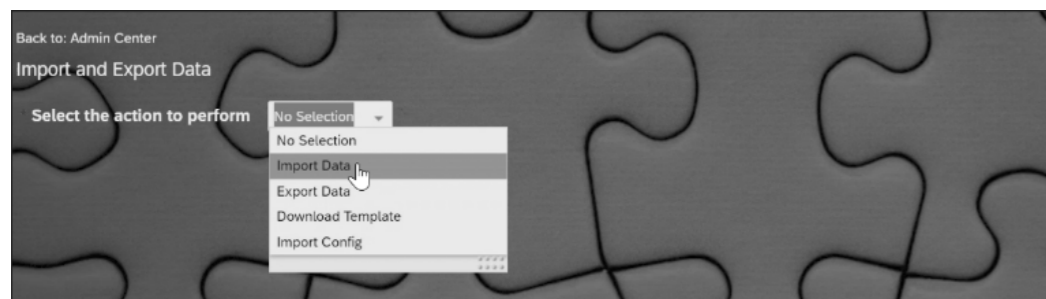 Back to: Admin Center
Import and Export Data
Select the action to perform No Selection
No Selection
Import Data
Export Data
Download Template
Import Config